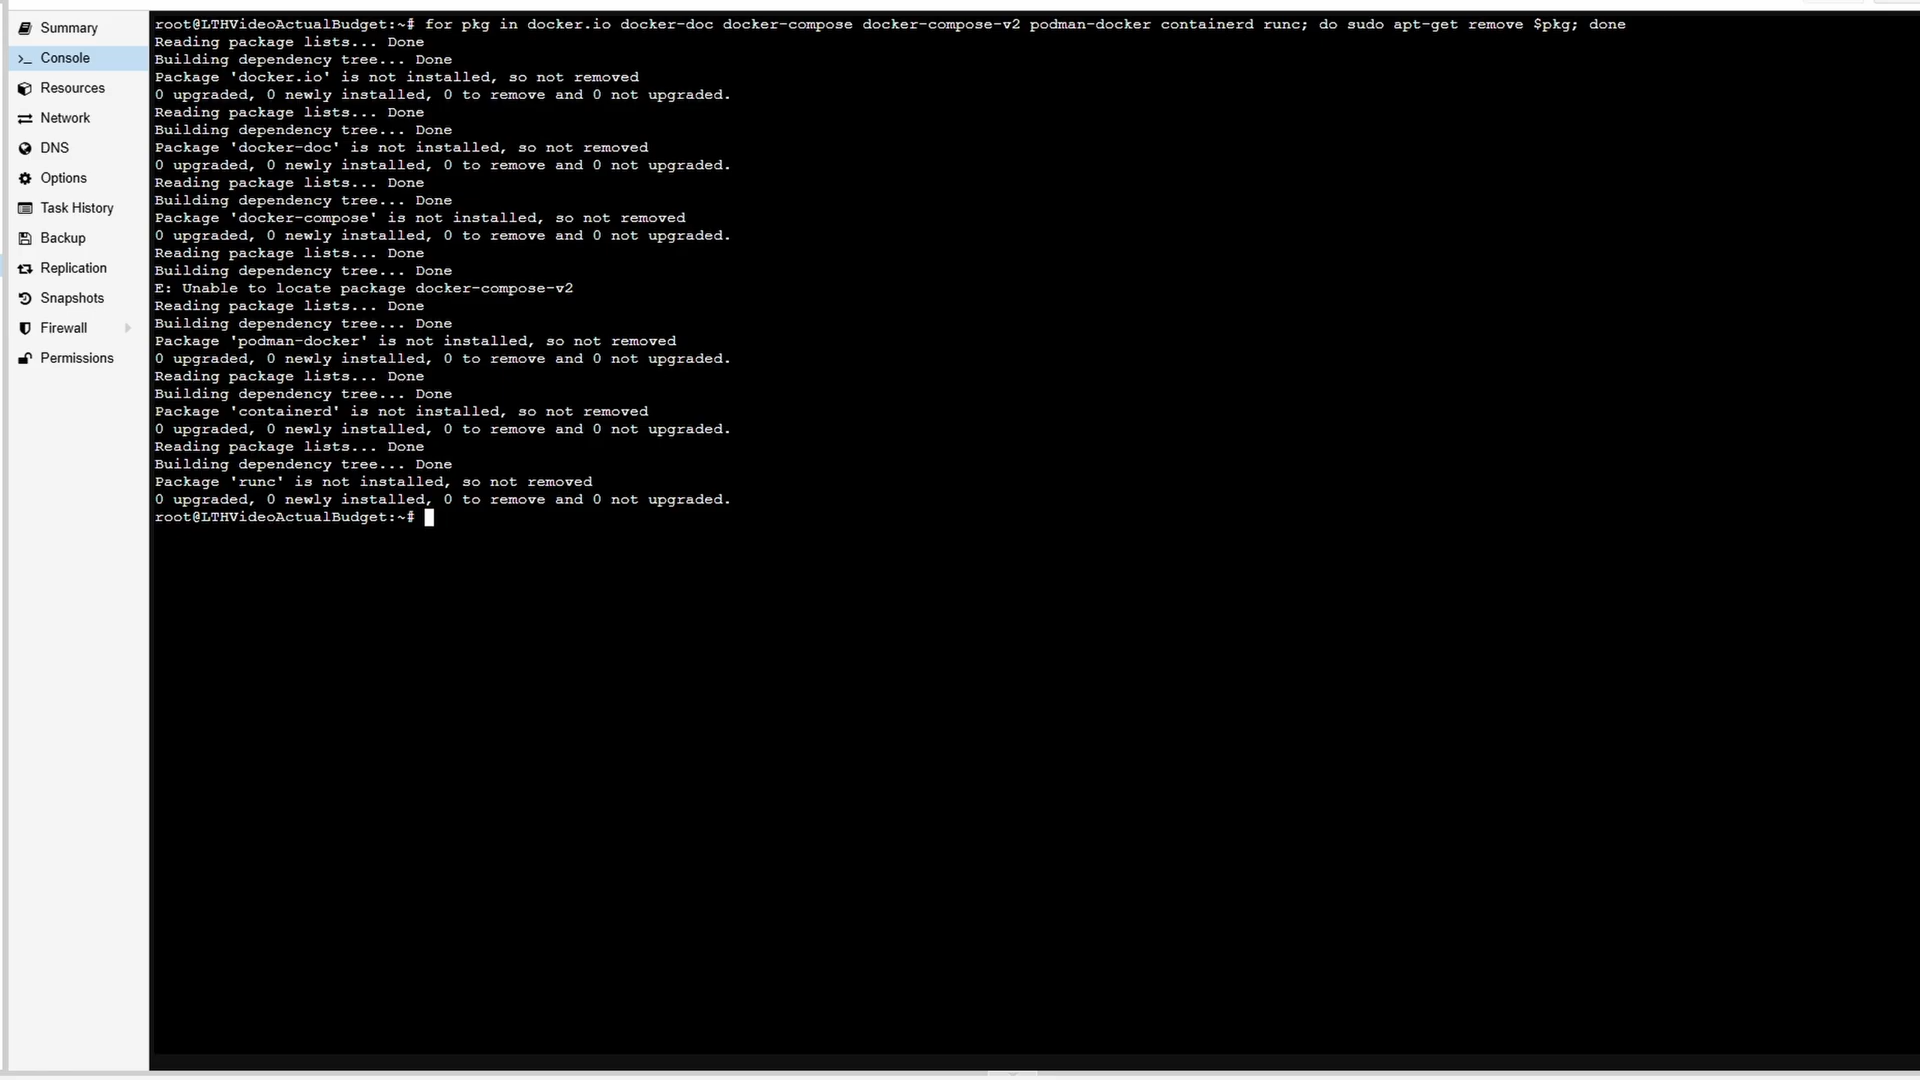 Summary
Console
Resources
Network
DNS
Options
Task History
Backup
Replication
Snapshots
Firewall
Permissions
root@LTHVideoActualBudget:~# for pkg in docker.io docker-doc docker-compose docker-compose-v2 podman-docker containerd runc; do sudo apt-get remove $pkg; done
Reading package lists... Done
Building dependency tree... Done
Package 'docker.io' is not installed, so not removed
0 upgraded, 0 newly installed, 0 to remove and 0 not upgraded.
Reading package lists... Done
Building dependency tree... Done
Package 'docker-doc' is not installed, so not removed
0 upgraded, 0 newly installed, 0 to remove and 0 not upgraded.
Reading package lists... Done
Building dependency tree... Done
Package 'docker-compose' is not installed, so not removed
0 upgraded, 0 newly installed, 0 to remove and 0 not upgraded.
Reading package lists... Done
Building dependency tree... Done
E: Unable to locate package docker-compose-v2
Reading package lists... Done
Building dependency tree... Done
Package 'podman-docker' is not installed, so not removed
0 upgraded, 0 newly installed, 0 to remove and 0 not upgraded.
Reading package lists... Done
Building dependency tree... Done
Package 'containerd' is not installed, so not removed
0 upgraded, 0 newly installed, 0 to remove and 0 not upgraded.
Reading package lists... Done
Building dependency tree... Done
Package 'runc' is not installed, so not removed
0 upgraded, 0 newly installed, 0 to remove and 0 not upgraded.
root@LTHVideoActualBudget:~#